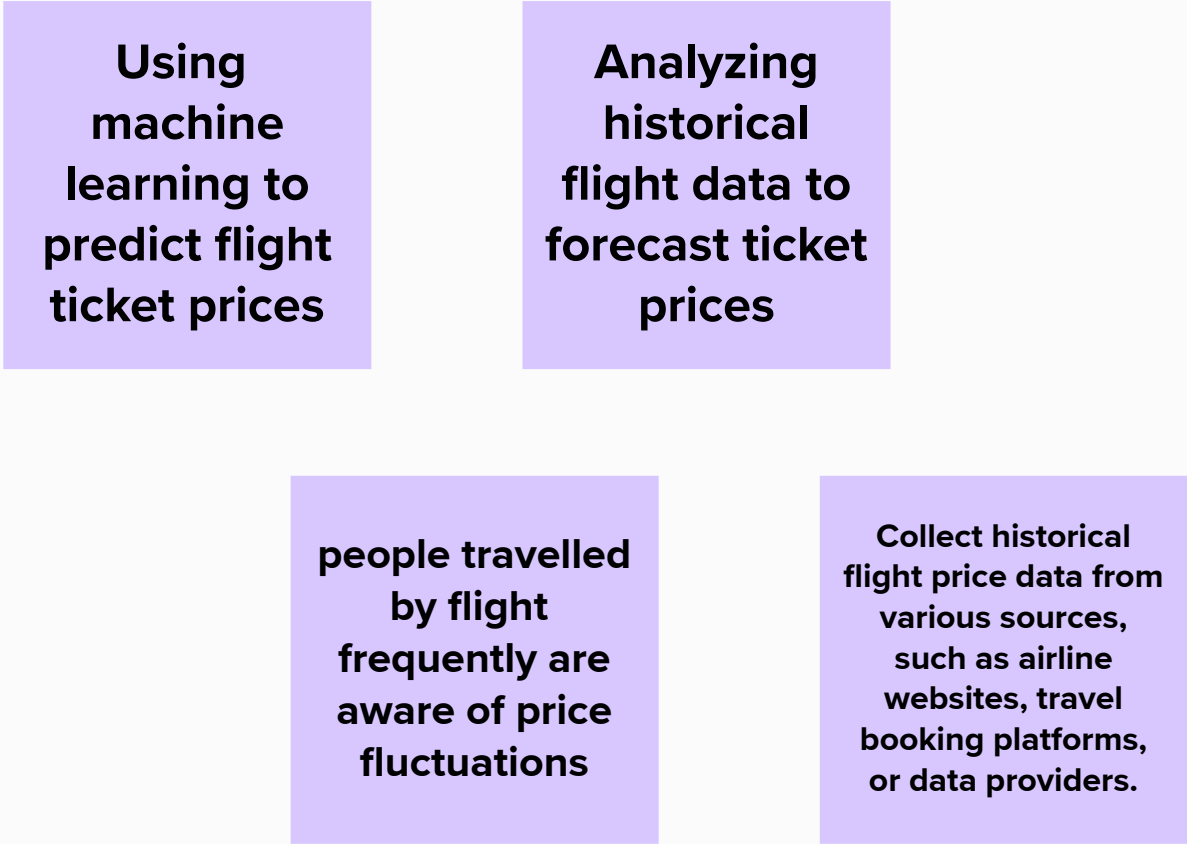 Using
machine
learning to
predict flight
ticket prices
Analyzing
historical
flight data to
forecast ticket
prices
people travelled
by flight
frequently are
aware of price
fluctuations
Collect historical
flight price data from
various sources,
such as airline
websites, travel
booking platforms,
or data providers.